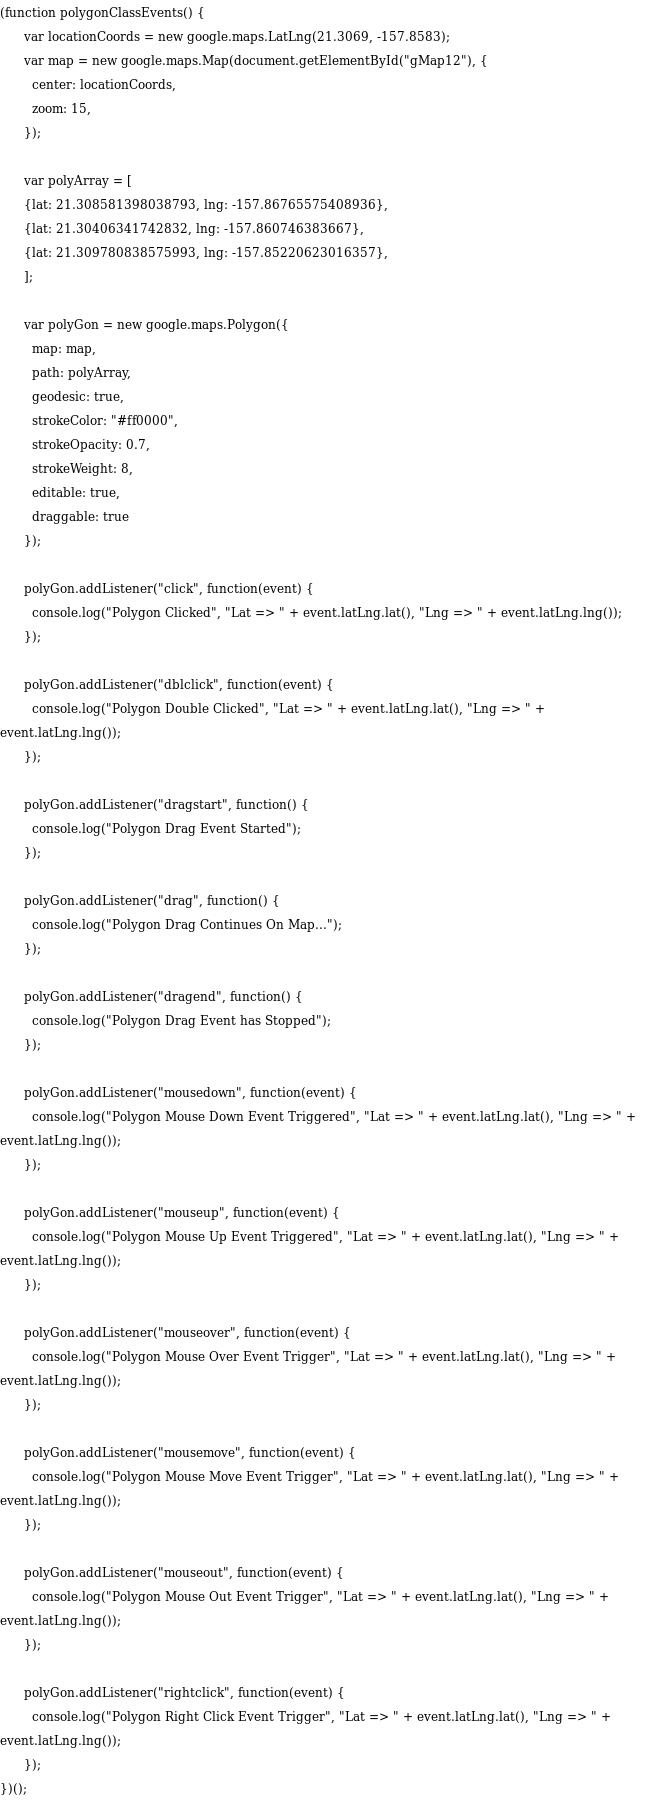 (function polygonClassEvents() {
var locationCoords = new google.maps.LatLng(21.3069, -157.8583);
var map = new google.maps.Map(document.getElementById("gMap12"), {
center: locationCoords,
zoom: 15,
});
var polyArray = [
{lat: 21.308581398038793, lng: -157.86765575408936},
{lat: 21.30406341742832, lng: -157.860746383667},
{lat: 21.309780838575993, lng: -157.85220623016357},
];
var polyGon = new google.maps.Polygon({
map: map,
path: polyArray,
geodesic: true,
strokeColor: "#ff0000",
strokeOpacity: 0.7,
strokeWeight: 8,
editable: true,
draggable: true
});
polyGon.addListener("click", function(event) {
console.log("Polygon Clicked", "Lat => " + event.latLng.lat(), "Lng => " + event.latLng.lng());
});
polyGon.addListener("dblclick", function(event) {
console.log("Polygon Double Clicked", "Lat => " + event.latLng.lat(), "Lng => " +
event.latLng.lng());
});
polyGon.addListener("dragstart", function() {
console.log("Polygon Drag Event Started");
});
polyGon.addListener("drag", function() {
console.log("Polygon Drag Continues On Map...");
});
polyGon.addListener("dragend", function() {
console.log("Polygon Drag Event has Stopped");
});
polyGon.addListener("mousedown", function(event) {
console.log("Polygon Mouse Down Event Triggered", "Lat => " + event.latLng.lat(), "Lng => " +
event.latLng.lng());
});
polyGon.addListener("mouseup", function(event) {
console.log("Polygon Mouse Up Event Triggered", "Lat => " + event.latLng.lat(), "Lng => " +
event.latLng.lng());
});
polyGon.addListener("mouseover", function(event) {
console.log("Polygon Mouse Over Event Trigger", "Lat => " + event.latLng.lat(), "Lng => " +
event.latLng.lng());
});
polyGon.addListener("mousemove", function(event) {
console.log("Polygon Mouse Move Event Trigger", "Lat => " + event.latLng.lat(), "Lng => " +
event.latLng.lng());
});
polyGon.addListener("mouseout", function(event) {
console.log("Polygon Mouse Out Event Trigger", "Lat => " + event.latLng.lat(), "Lng => " +
event.latLng.lng());
});
polyGon.addListener("rightclick", function(event) {
console.log("Polygon Right Click Event Trigger", "Lat => " + event.latLng.lat(), "Lng => " +
event.latLng.lng());
});
})();